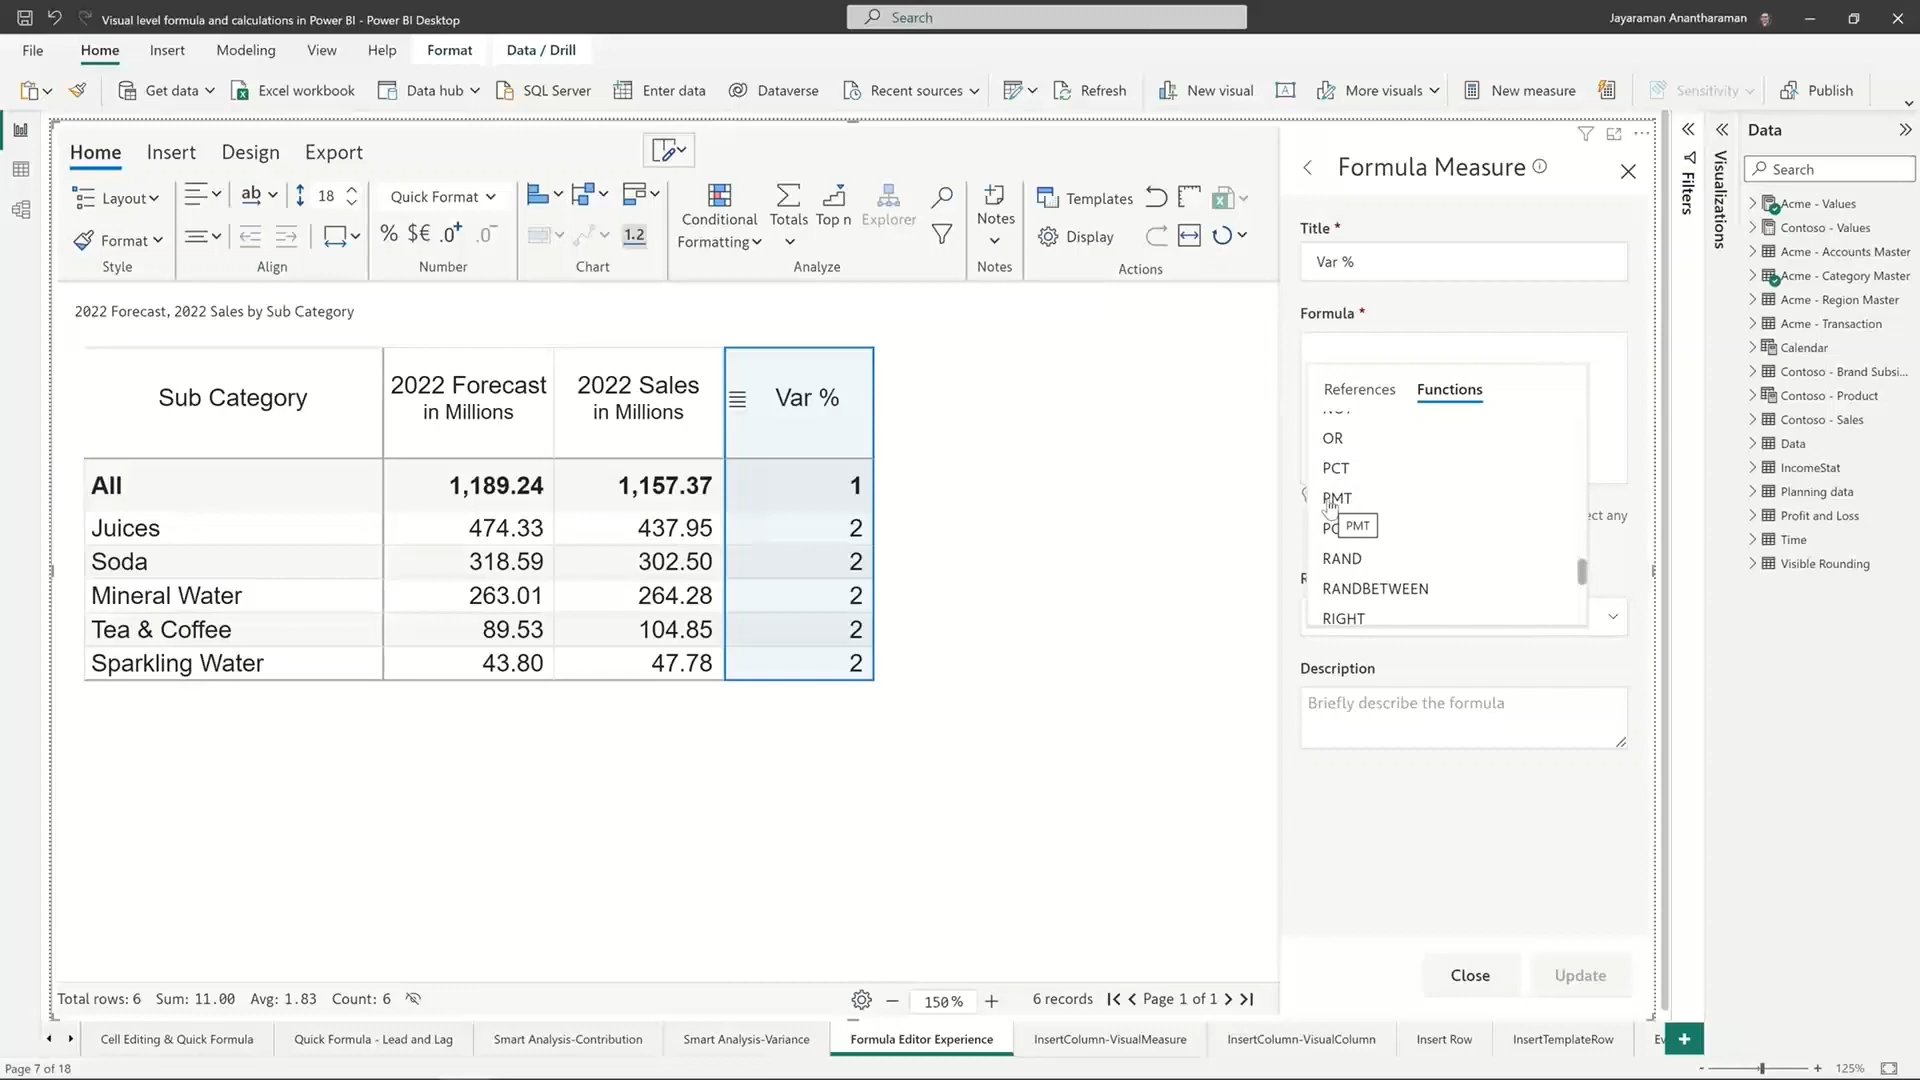 Visual level formula and calculations in Power BI - Power BI Desktop
Search
Jayaraman Anantharaman
File
Home
Insert
Modeling
View
Help
Format
Data / Drill
Get data
Excel workbook
Data hub
SQL Server
Enter data
Dataverse
Recent sources
Refresh
New visual
More visuals
New measure
Sensitivity
Publish
Home
Insert
Design
Export
Layout
ab
18
Quick Format
Format
% $€ .0
.0
1.2
Style
Align
Number
Chart
Conditional
Formatting
Totals
Top n
Explorer
Analyze
Notes
Notes
Templates
Display
Actions
2022 Forecast, 2022 Sales by Sub Category
Sub Category
2022 Forecast
in Millions
2022 Sales
in Millions
Var %
All 1,189.24 1,157.37 1
Juices 474.33 437.95 2
Soda 318.59 302.50 2
Mineral Water 263.01 264.28 2
Tea & Coffee 89.53 104.85 2
Sparkling Water 43.80 47.78 2
Formula Measure
Title *
Var %
Formula *
References
Functions
OR
PCT
PMT
PMT
RAND
RANDBETWEEN
RIGHT
ect any
Description
Briefly describe the formula
Close
Update
Filters
Visualizations
Data
Search
Acme - Values
Contoso - Values
Acme - Accounts Master
Acme - Category Master
Acme - Region Master
Acme - Transaction
Calendar
Contoso - Brand Subsi...
Contoso - Product
Contoso - Sales
Data
IncomeStat
Planning data
Profit and Loss
Time
Visible Rounding
Total rows: 6 Sum: 11.00 Avg: 1.83 Count: 6
150 %
6 records
Page 1 of 1
Cell Editing & Quick Formula
Quick Formula - Lead and Lag
Smart Analysis-Contribution
Smart Analysis-Variance
Formula Editor Experience
InsertColumn-VisualMeasure
InsertColumn-VisualColumn
Insert Row
InsertTemplateRow
Page 7 of 18
125%